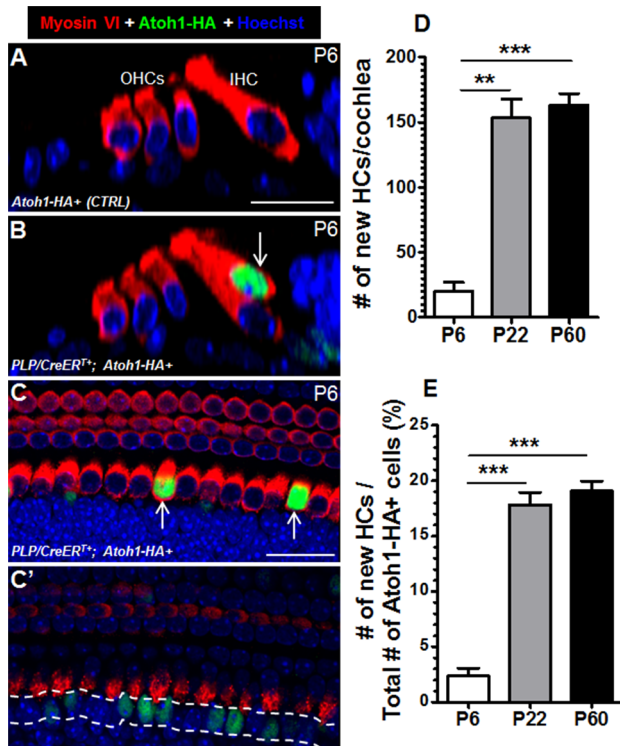 Myosin VI + Atoh1-HA + Hoechst
A
P6
OHCs
IHC
Atoh1-HA+ (CTRL)
B
P6
PLP/CreERT+; Atoh1-HA+
C
P6
PLP/CreERT+; Atoh1-HA+
C'
D
# of new HCs/cochlea
200
150
100
50
0
***
**
P6 P22 P60
E
# of new HCs /
Total # of Atoh1-HA+ cells (%)
25
20
15
10
5
0
***
***
P6 P22 P60